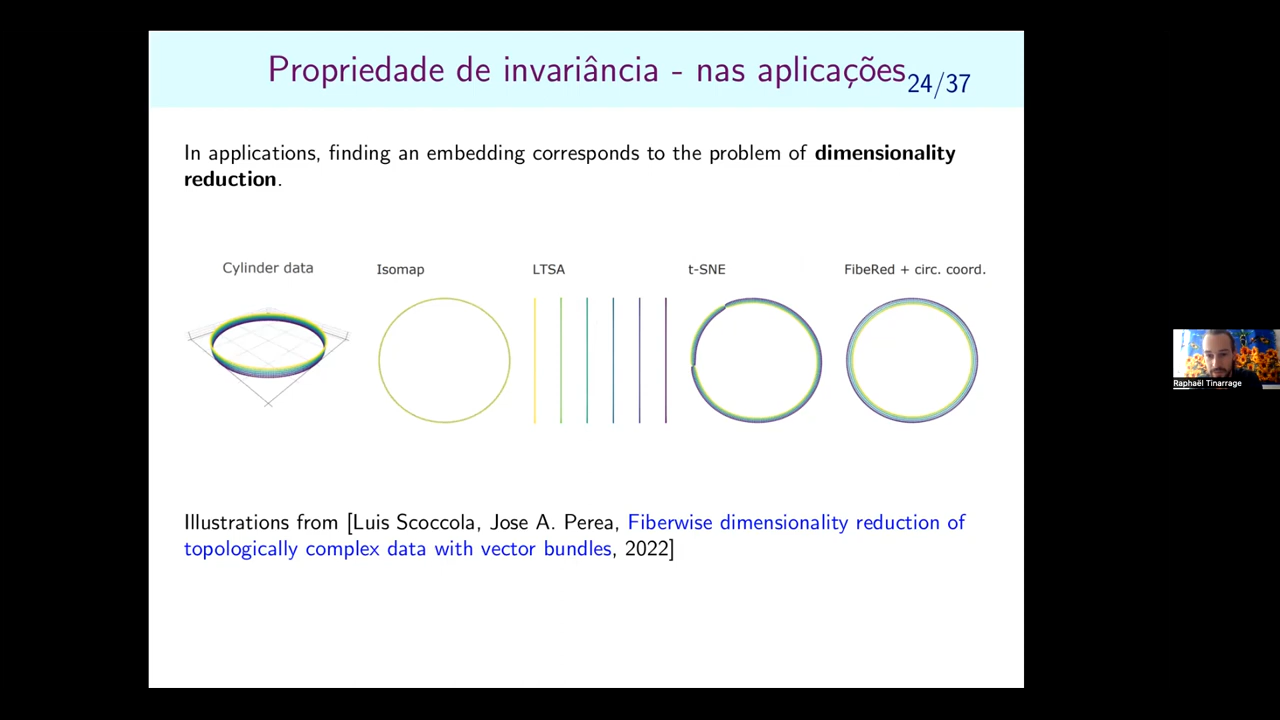 Propriedade de invariância - nas aplicações 24/37
In applications, finding an embedding corresponds to the problem of dimensionality
reduction.
Cylinder data Isomap LTSA t-SNE FibeRed + circ. coord.
Raphaël Tinarrage
Illustrations from [Luis Scoccola, Jose A. Perea, Fiberwise dimensionality reduction of
topologically complex data with vector bundles, 2022]